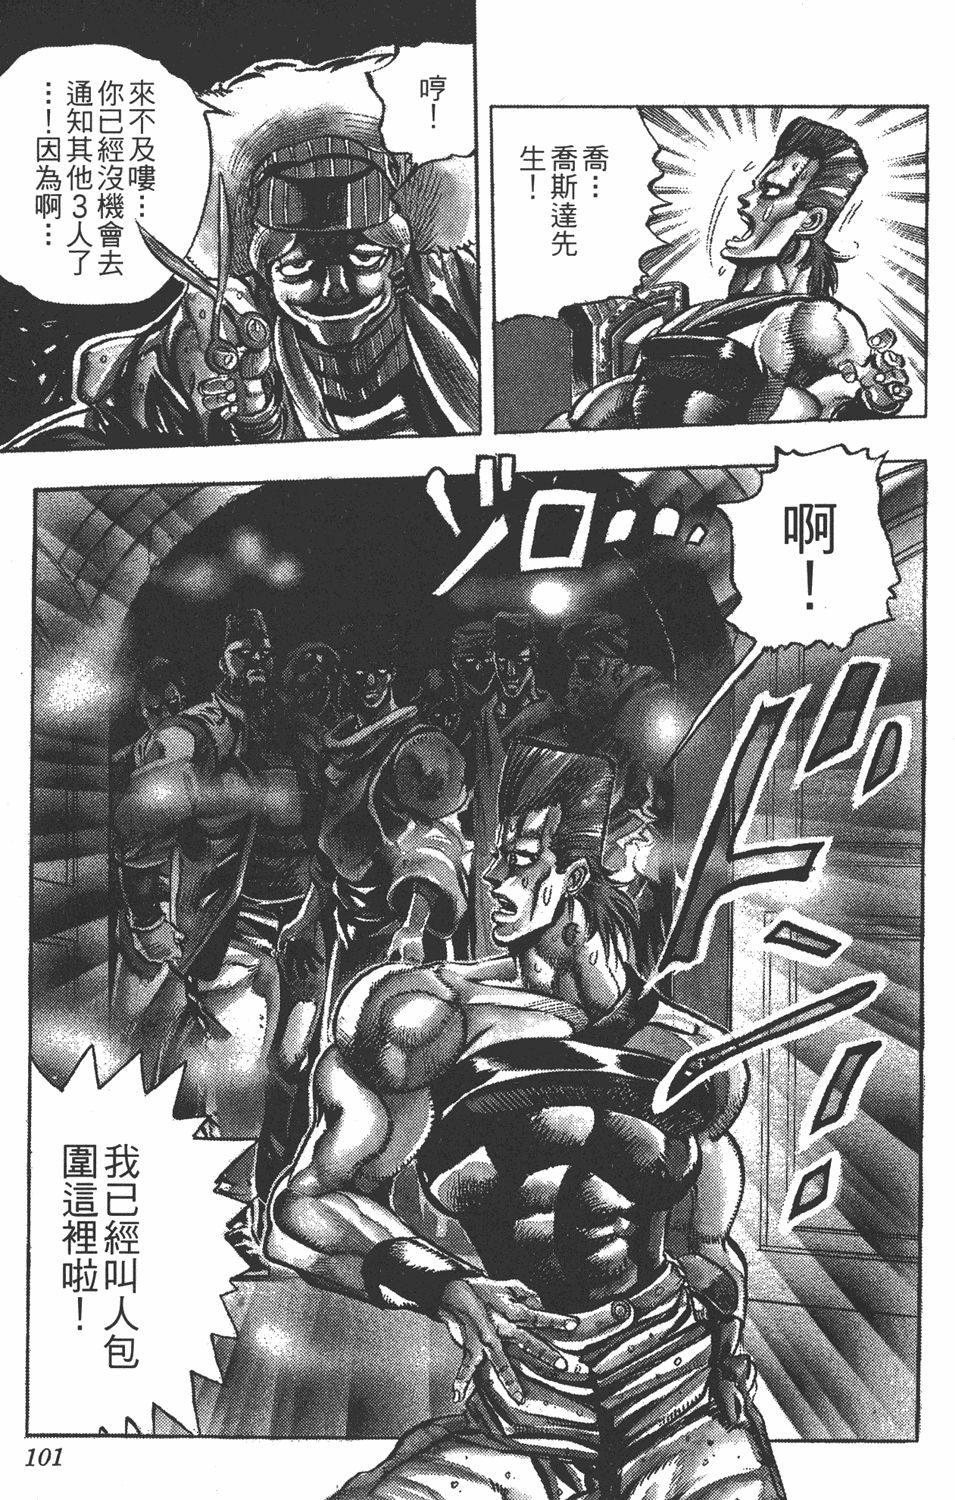 喬…
喬斯達先
生！
哼！
來不及嘍…
你已經沒機會去
通知其他3人了
…！因為啊…
啊！
ゾロ・・・
ドドド
我已經叫人包
圍這裡啦！
101